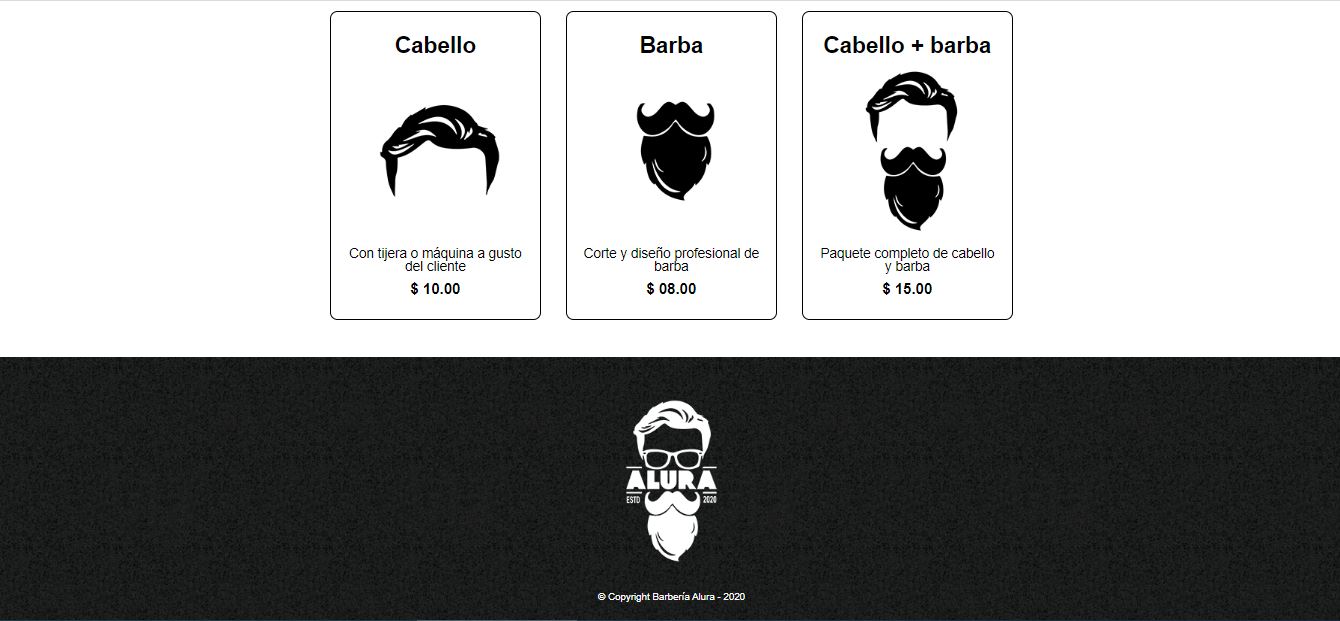 Cabello
Con tijera o máquina a gusto
del cliente
$ 10.00
Barba
Corte y diseño profesional de
barba
$ 08.00
Cabello + barba
Paquete completo de cabello
y barba
$ 15.00
ALURA
ESTD 2020
© Copyright Barbería Alura - 2020